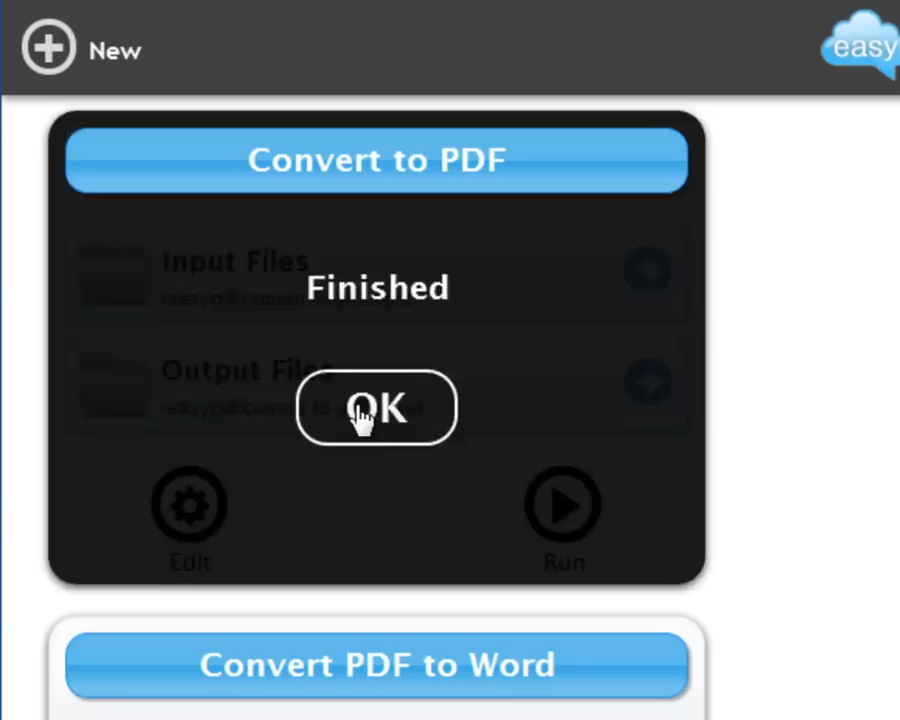 New
easy
Convert to PDF
Input Files
Finished
Output Files
OK
Edit
Run
Convert PDF to Word